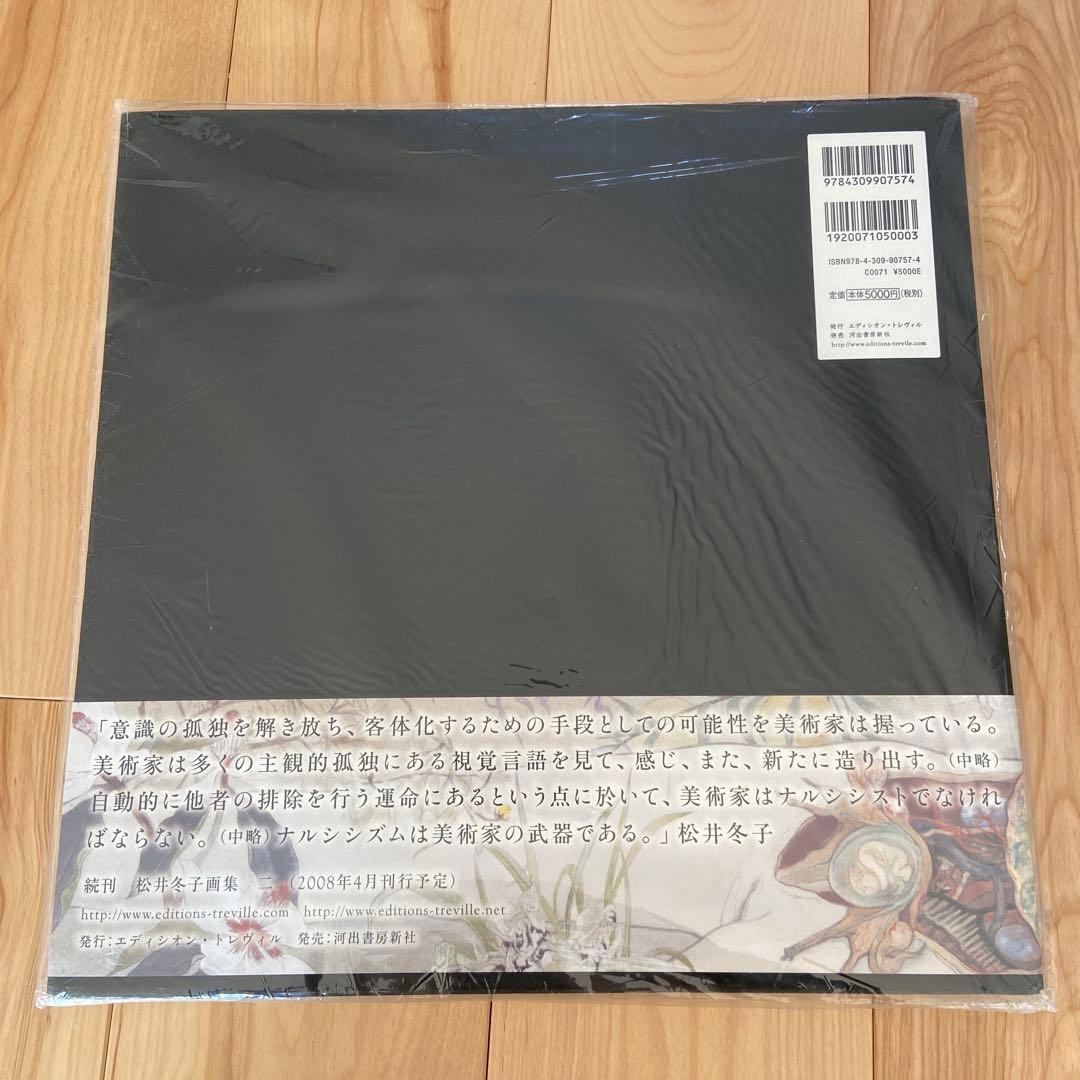 9784309907574
1920071050003
ISBN978-4-309-90757-4
C0071 ¥5000E
定価 本体5000円(税別)
発行 エディシオン・トレヴィル
発売 河出書房新社
http://www.editions-trevile.com
「意識の孤独を解き放ち、客体化するための手段としての可能性を美術家は握っている。
美術家は多くの主観的孤独にある視覚言語を見て、感じ、また、新たに造り出す。(中略)
自動的に他者の排除を行う運命にあるという点に於いて、美術家はナルシシストでなけれ
ばならない。(中略)ナルシシズムは美術家の武器である。」松井冬子
続刊 松井冬子画集 二 (2008年4月刊行予定)
http://www.editions-treville.com http://www.editions-treville.net
発行:エディシオン・トレヴィル 発売:河出書房新社